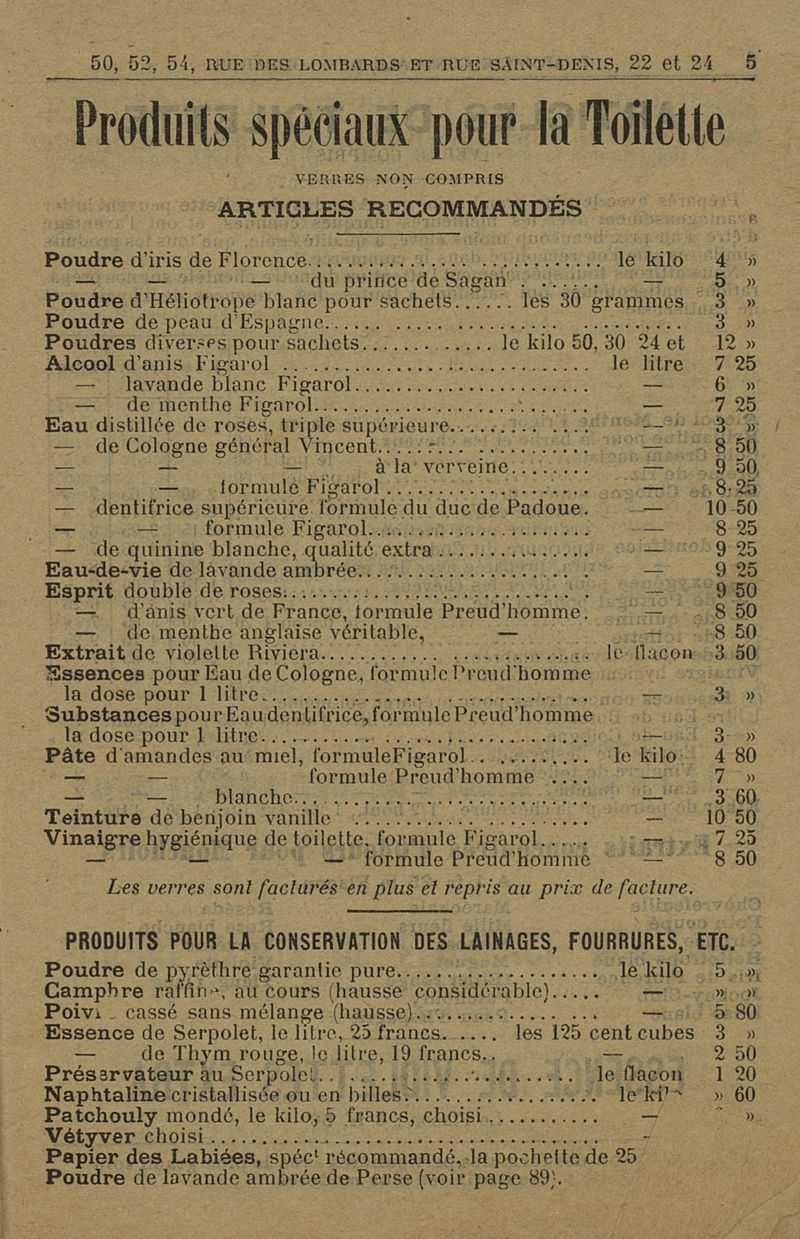 50, 52, 54, RUE DES LOMBARDS ET RUE SAINT-DENIS, 22 et 24 5
Produits spéciaux pour la Toilette
VERRES NON COMPRIS
ARTICLES RECOMMANDÉS
Poudre d'iris de Florence.................... le kilo 4 »
— — — du prince de Sagan ........ — 5 »
Poudre d'Héliotrope blanc pour sachets...... les 30 grammes 3 »
Poudre de peau d'Espagne.............................. 3 »
Poudres diverses pour sachets............. le kilo 50, 30 24 et 12 »
Alcool d'anis Figarol .......................... le litre 7 25
— lavande blanc Figarol....................... — 6 »
— de menthe Figarol........................... — 7 25
Eau distillée de roses, triple supérieure.............. — 3 »
— de Cologne général Vincent.................. — 8 50
— — — à la verveine........ — 9 50
— — formule Figarol.................... — 8 25
— dentifrice supérieure formule du duc de Padoue. — 10 50
— — formule Figarol...................... — 8 25
— de quinine blanche, qualité extra............... — 9 25
Eau-de-vie de lavande ambrée....................... — 9 25
Esprit double de roses.............................. — 9 50
— d'anis vert de France, formule Preud'homme. — 8 50
— de menthe anglaise véritable, — — 8 50
Extrait de violette Riviera........................ le flacon 3 50
Essences pour Eau de Cologne, formule Preud'homme
la dose pour 1 litre................................ — 3 »
Substances pour Eau dentifrice, formule Preud'homme
la dose pour 1 litre................................ — 3 »
Pâte d'amandes au miel, formule Figarol............ le kilo 4 80
— — formule Preud'homme .... — 7 »
— — blanche............................. — 3 60
Teinture de benjoin vanille ....................... — 10 50
Vinaigre hygiénique de toilette, formule Figarol...... — 7 25
— — — formule Preud'homme — 8 50
Les verres sont facturés en plus et repris au prix de facture.
PRODUITS POUR LA CONSERVATION DES LAINAGES, FOURRURES, ETC.
Poudre de pyrèthre garantie pure................... le kilo 5 »
Camphre raffin, au cours (hausse considérable)..... — » »
Poiv cassé sans mélange (hausse)................. — 5 80
Essence de Serpolet, le litre, 25 francs...... les 125 cent cubes 3 »
— de Thym rouge, le litre, 19 francs.. — 2 50
Préservateur au Serpolet........................ le flacon 1 20
Naphtaline cristallisée ou en billes................. le kil » 60
Patchouly mondé, le kilo, 5 francs, choisi........... — »
Vétyver choisi.................................... -
Papier des Labiées, spéct recommandé, la pochette de 25
Poudre de lavande ambrée de Perse (voir page 89).